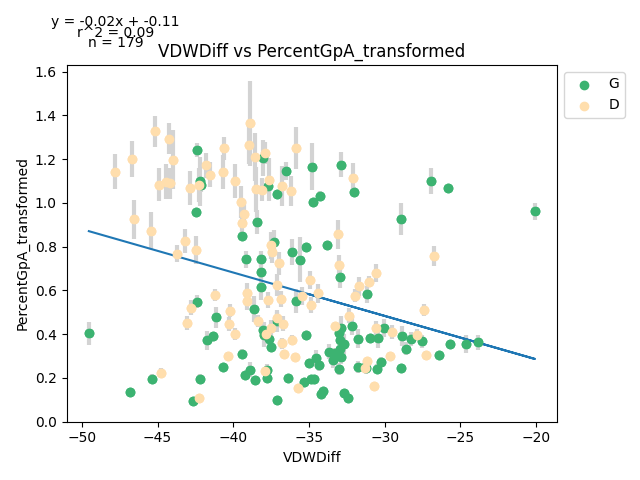 y = -0.02x + -0.11
r^2 = 0.09
n = 179
VDWDiff vs PercentGpA_transformed
G
D
1.6
1.4
1.2
1.0
0.8
0.6
0.4
0.2
0.0
PercentGpA_transformed
−50
−45
−40
−35
−30
−25
−20
VDWDiff